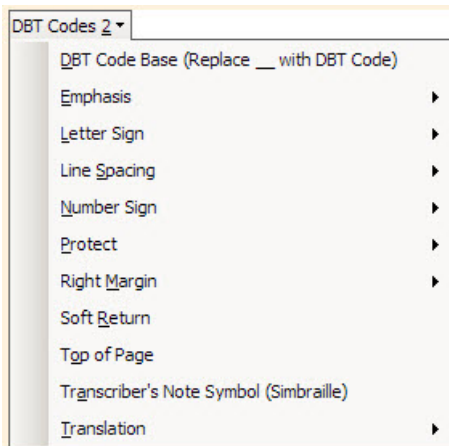 DBT Codes 2
DBT Code Base (Replace __ with DBT Code)
Emphasis
Letter Sign
Line Spacing
Number Sign
Protect
Right Margin
Soft Return
Top of Page
Transcriber's Note Symbol (Simbraille)
Translation